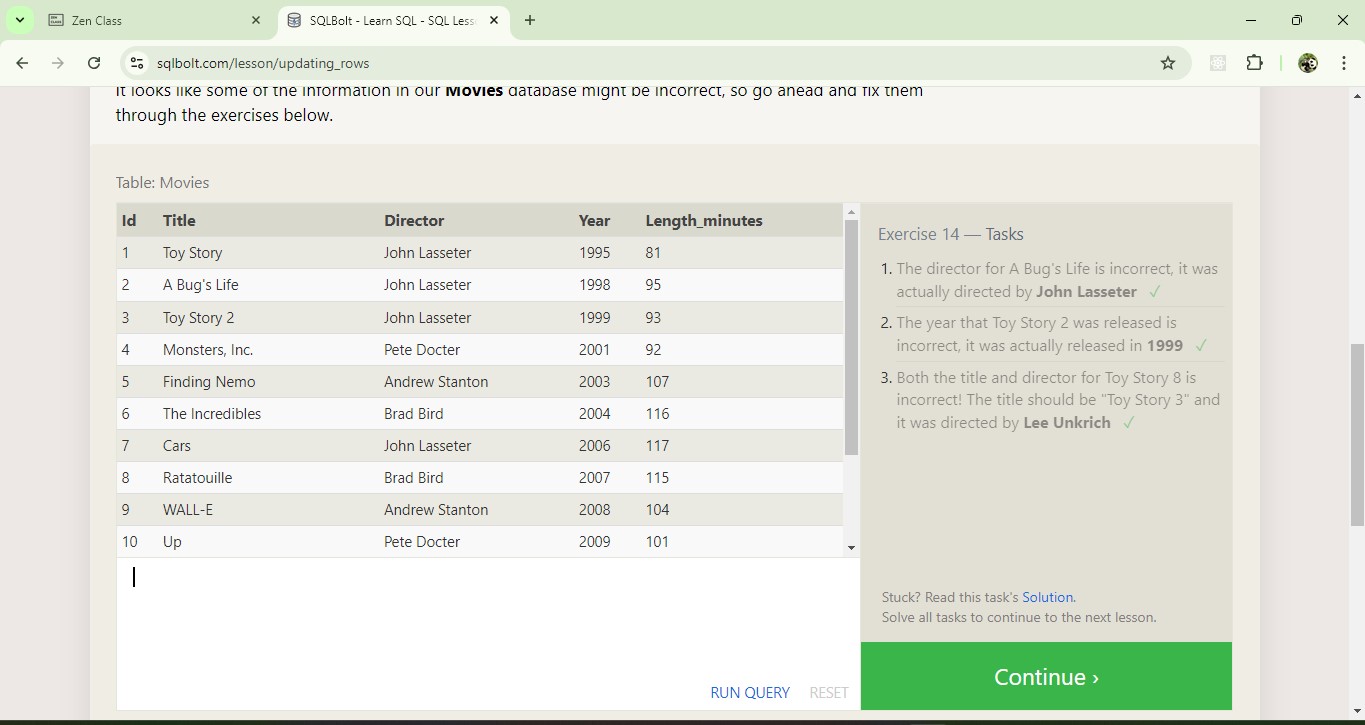 Zen Class
SQLBolt - Learn SQL - SQL Less
sqlbolt.com/lesson/updating_rows
It looks like some of the information in our Movies database might be incorrect, so go ahead and fix them
through the exercises below.
Table: Movies
Id Title Director Year Length_minutes
1 Toy Story John Lasseter 1995 81
2 A Bug's Life John Lasseter 1998 95
3 Toy Story 2 John Lasseter 1999 93
4 Monsters, Inc. Pete Docter 2001 92
5 Finding Nemo Andrew Stanton 2003 107
6 The Incredibles Brad Bird 2004 116
7 Cars John Lasseter 2006 117
8 Ratatouille Brad Bird 2007 115
9 WALL-E Andrew Stanton 2008 104
10 Up Pete Docter 2009 101
RUN QUERY RESET
Exercise 14 — Tasks
1. The director for A Bug's Life is incorrect, it was
actually directed by John Lasseter ✓
2. The year that Toy Story 2 was released is
incorrect, it was actually released in 1999 ✓
3. Both the title and director for Toy Story 8 is
incorrect! The title should be "Toy Story 3" and
it was directed by Lee Unkrich ✓
Stuck? Read this task's Solution.
Solve all tasks to continue to the next lesson.
Continue ›